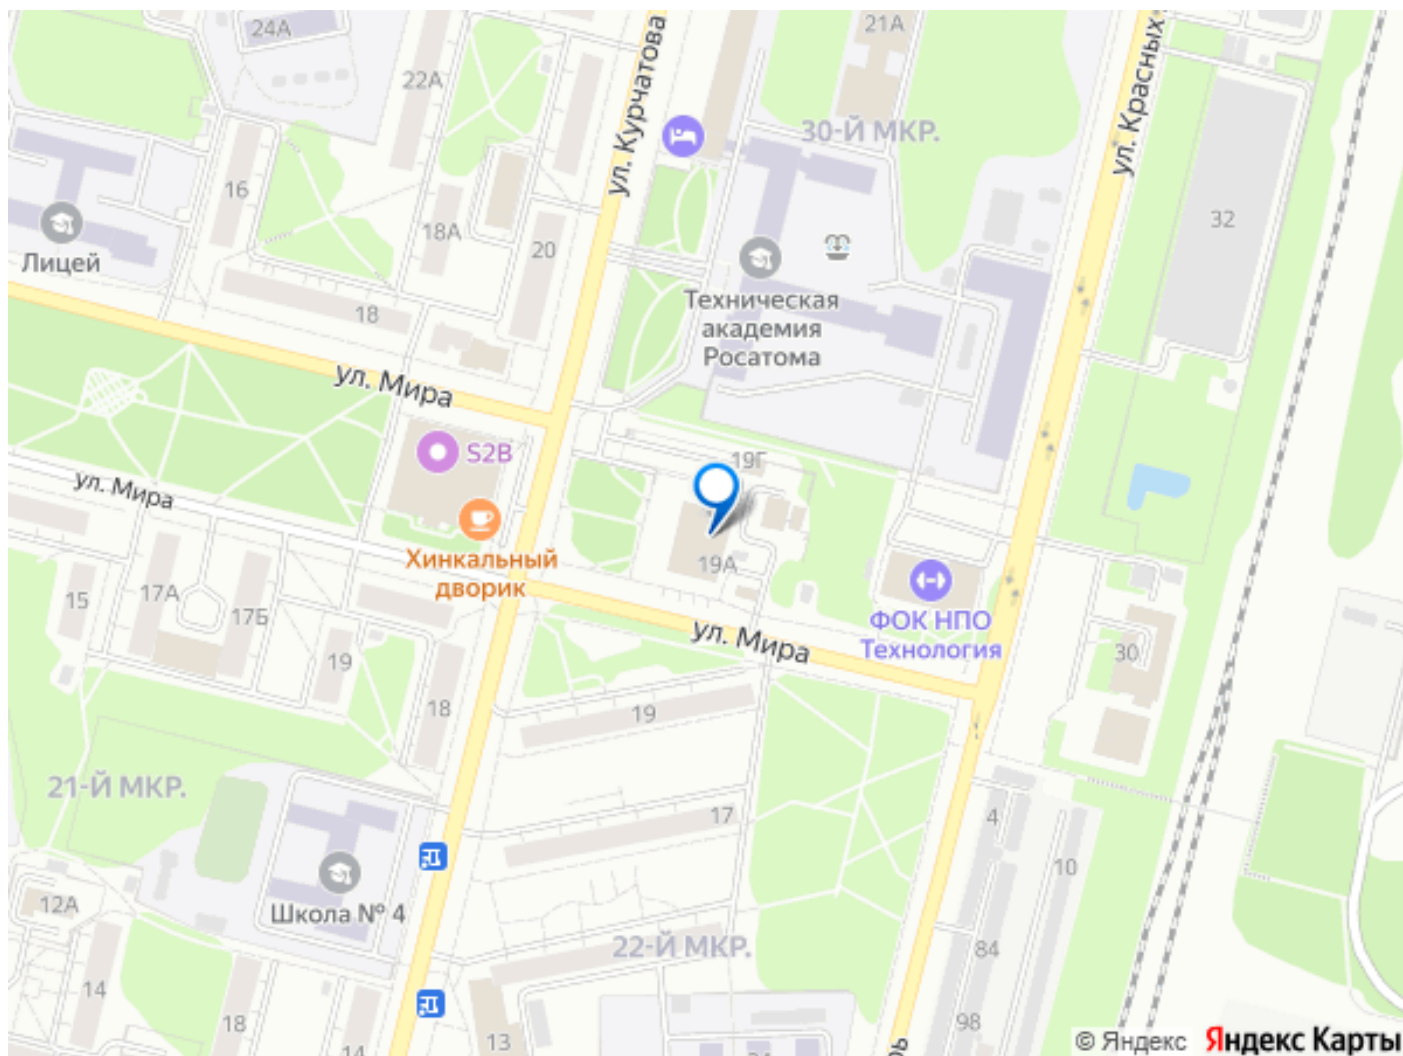 24А
22А
ул. Курчатова
21А
30-Й МКР.
ул. Красных
16
18А
20
32
Лицей
18
Техническая
академия
Росатома
ул. Мира
S2B
19Г
ул. Мира
Хинкальный
дворик
19А
17А
15
17Б
19
ФОК НПО
Технология
ул. Мира
30
18
19
21-Й МКР.
17
4
10
12А
Школа № 4
22-Й МКР.
84
14
18
13
98
14
© Яндекс Яндекс Карты